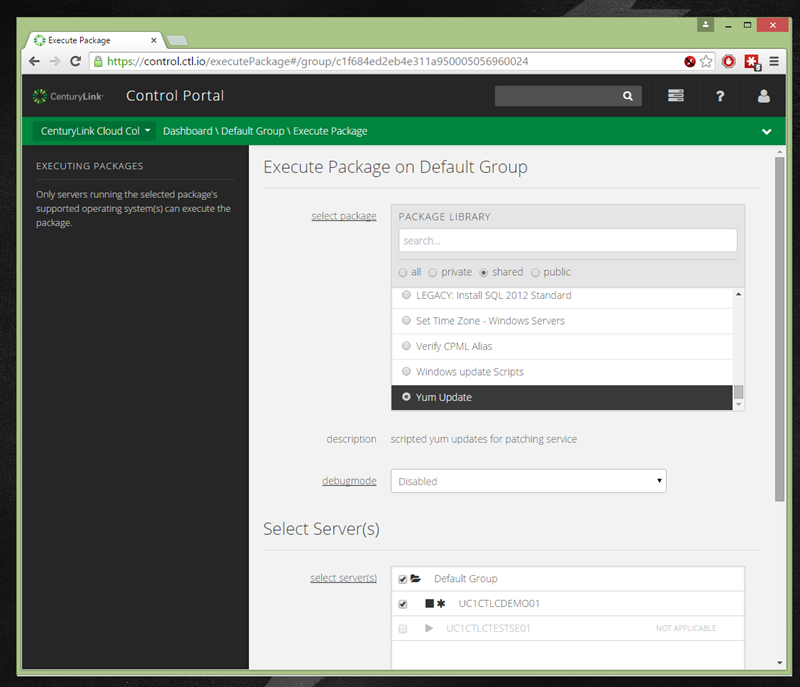 Execute Package
https://control.ctl.io/executePackage#/group/c1f684ed2eb4e311a950005056960024
5
CenturyLink
Control Portal
?
CenturyLink Cloud Col
Dashboard \ Default Group \ Execute Package
EXECUTING PACKAGES
Only servers running the selected package's
supported operating system(s) can execute the
package.
Execute Package on Default Group
select package
PACKAGE LIBRARY
search...
all private shared public
LEGACY: Install SQL 2012 Standard
Set Time Zone - Windows Servers
Verify CPML Alias
Windows update Scripts
Yum Update
description scripted yum updates for patching service
debugmode Disabled
Select Server(s)
select server(s) Default Group
UC1CTLCDEMO01
UC1CTLCTESTSE01 NOT APPLICABLE